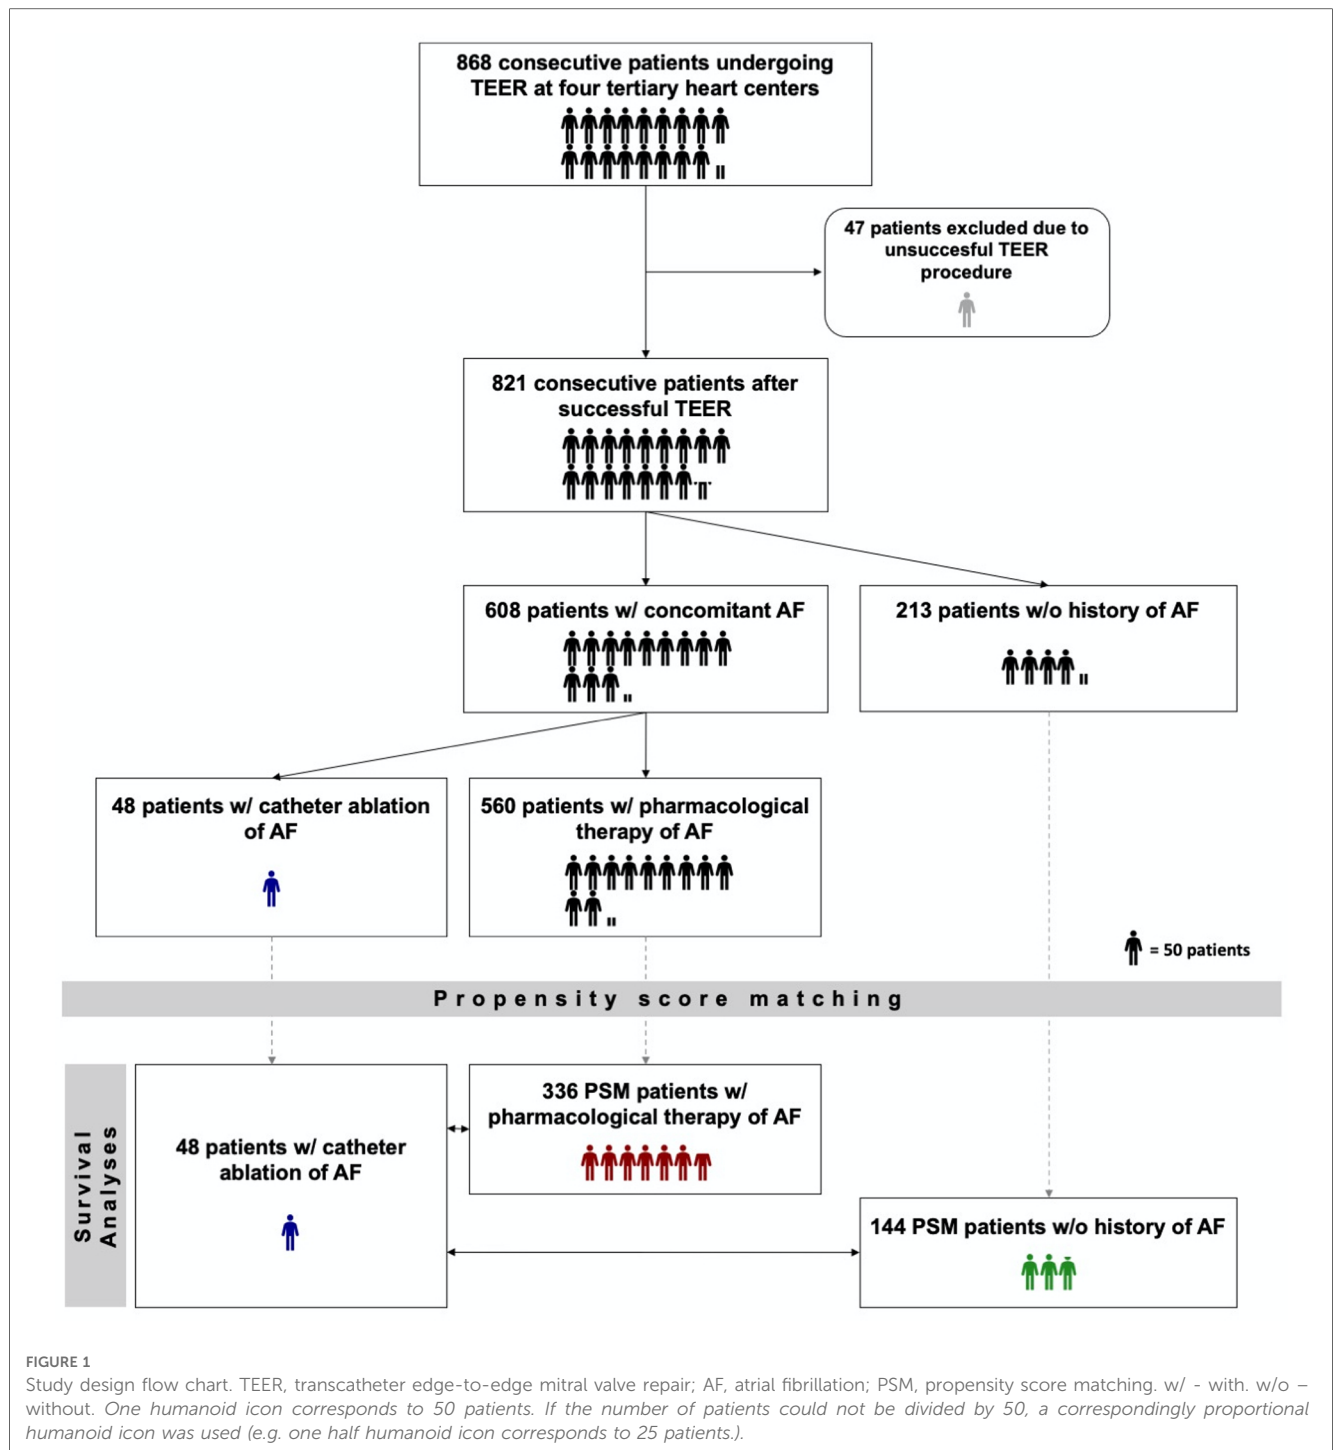 868 consecutive patients undergoing
TEER at four tertiary heart centers
47 patients excluded due to
unsuccesful TEER
procedure
821 consecutive patients after
successful TEER
608 patients w/ concomitant AF
213 patients w/o history of AF
48 patients w/ catheter ablation
of AF
560 patients w/ pharmacological
therapy of AF
= 50 patients
Propensity score matching
Survival
Analyses
48 patients w/ catheter
ablation of AF
336 PSM patients w/
pharmacological therapy of AF
144 PSM patients w/o history of AF
FIGURE 1
Study design flow chart. TEER, transcatheter edge-to-edge mitral valve repair; AF, atrial fibrillation; PSM, propensity score matching. w/ - with. w/o –
without. One humanoid icon corresponds to 50 patients. If the number of patients could not be divided by 50, a correspondingly proportional
humanoid icon was used (e.g. one half humanoid icon corresponds to 25 patients.).